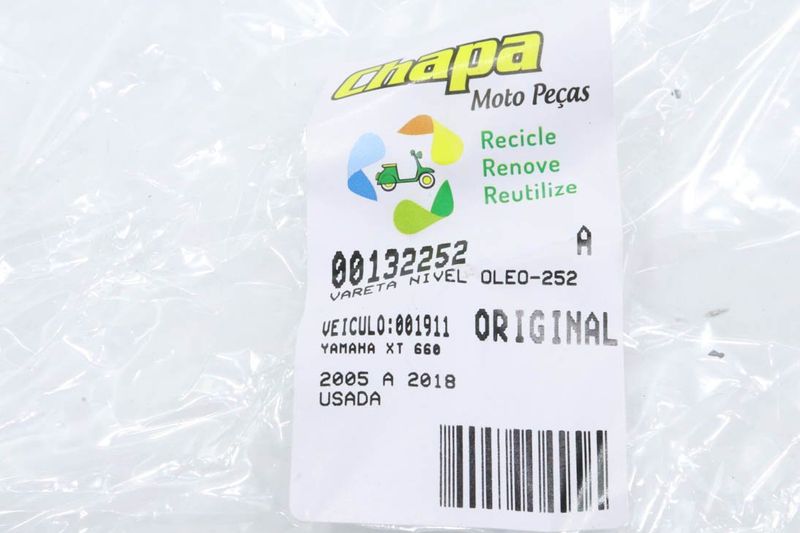 chapa
Moto Peças
Recicle
Renove
Reutilize
00132252 A
VARETA NIVEL OLEO-252
VEICULO:001911 ORIGINAL
YAMAHA XT 660
2005 A 2018
USADA